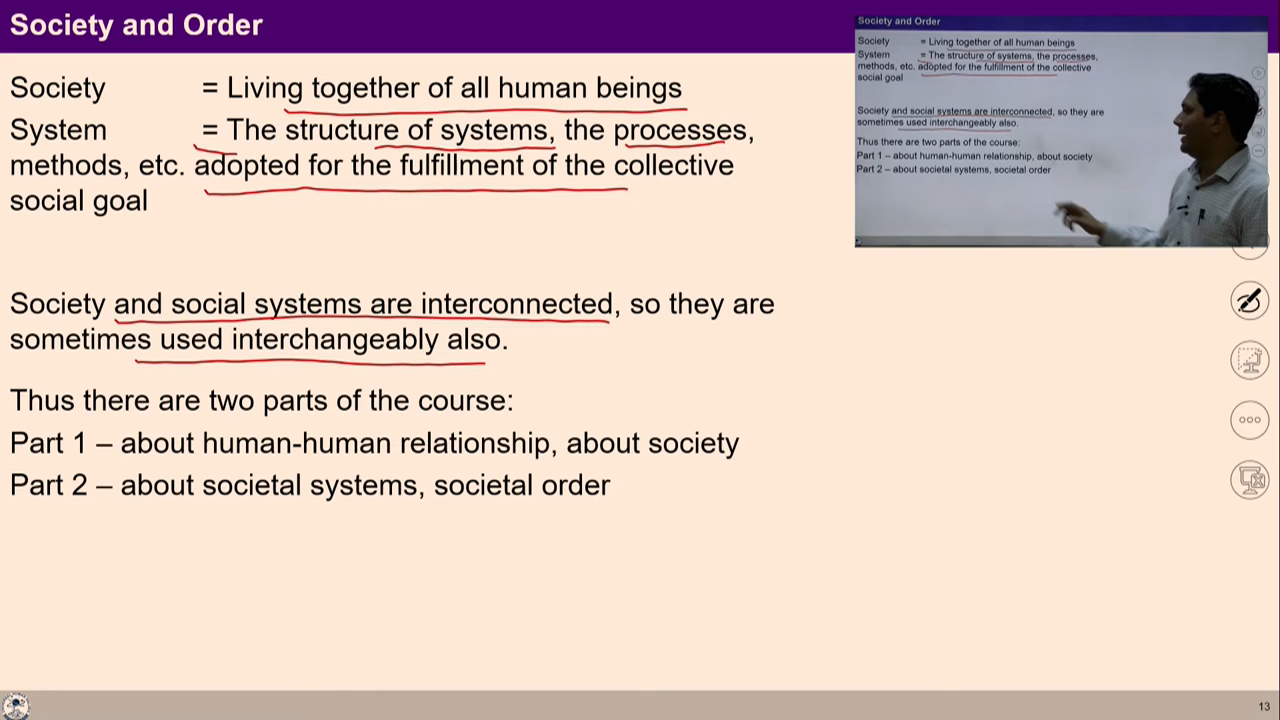 Society and Order
Society = Living together of all human beings
System = The structure of systems, the processes,
methods, etc. adopted for the fulfillment of the collective
social goal
Society and social systems are interconnected, so they are
sometimes used interchangeably also.
Thus there are two parts of the course:
Part 1 – about human-human relationship, about society
Part 2 – about societal systems, societal order
Society and Order
Society = Living together of all human beings
System = The structure of systems, the processes,
methods, etc. adopted for the fulfillment of the collective
social goal
Society and social systems are interconnected, so they are
sometimes used interchangeably also.
Thus there are two parts of the course:
Part 1 – about human-human relationship, about society
Part 2 – about societal systems, societal order
13